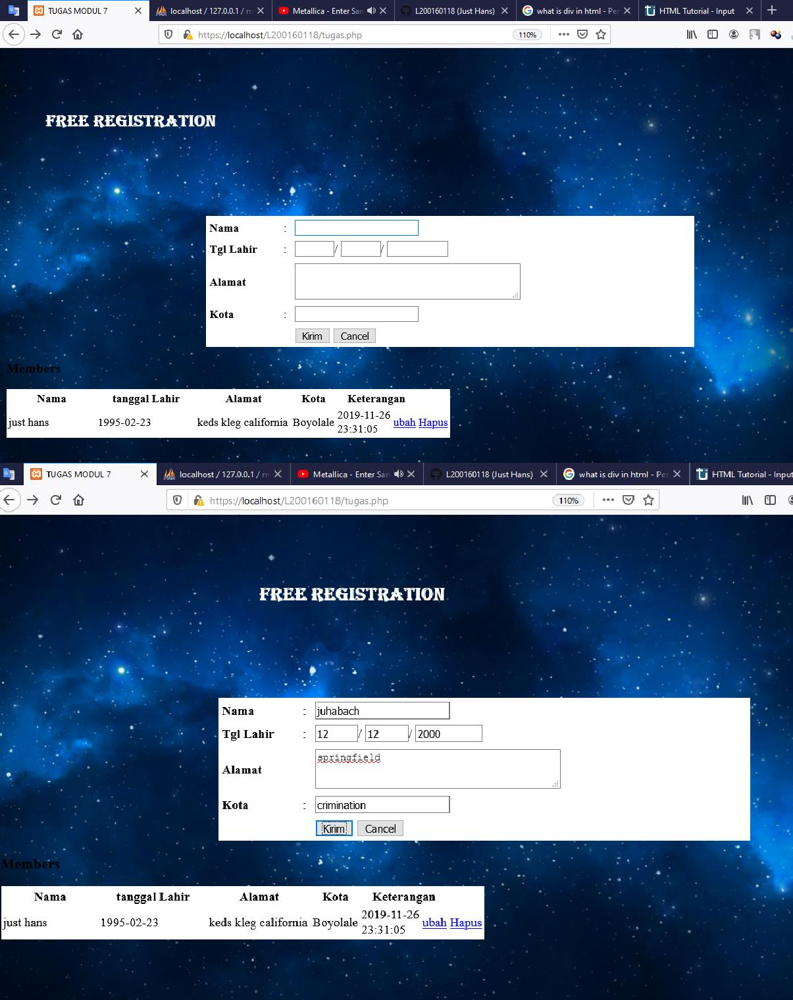 TUGAS MODUL 7 localhost / 127.0.0.1 / m Metallica - Enter San L200160118 (Just Hans) what is div in html - Per HTML Tutorial - Input
https://localhost/L200160118/tugas.php 110%
FREE REGISTRATION
Nama :
Tgl Lahir : / /
Alamat
Kota :
Kirim Cancel
Members
Nama tanggal Lahir Alamat Kota Keterangan
just hans 1995-02-23 keds kleg california Boyolale 2019-11-26 23:31:05 ubah Hapus
TUGAS MODUL 7 localhost / 127.0.0.1 / m Metallica - Enter San L200160118 (Just Hans) what is div in html - Per HTML Tutorial - Input
https://localhost/L200160118/tugas.php 110%
FREE REGISTRATION
Nama : juhabach
Tgl Lahir : 12 / 12 / 2000
Alamat springfield
Kota : crimination
Kirim Cancel
Members
Nama tanggal Lahir Alamat Kota Keterangan
just hans 1995-02-23 keds kleg california Boyolale 2019-11-26 23:31:05 ubah Hapus